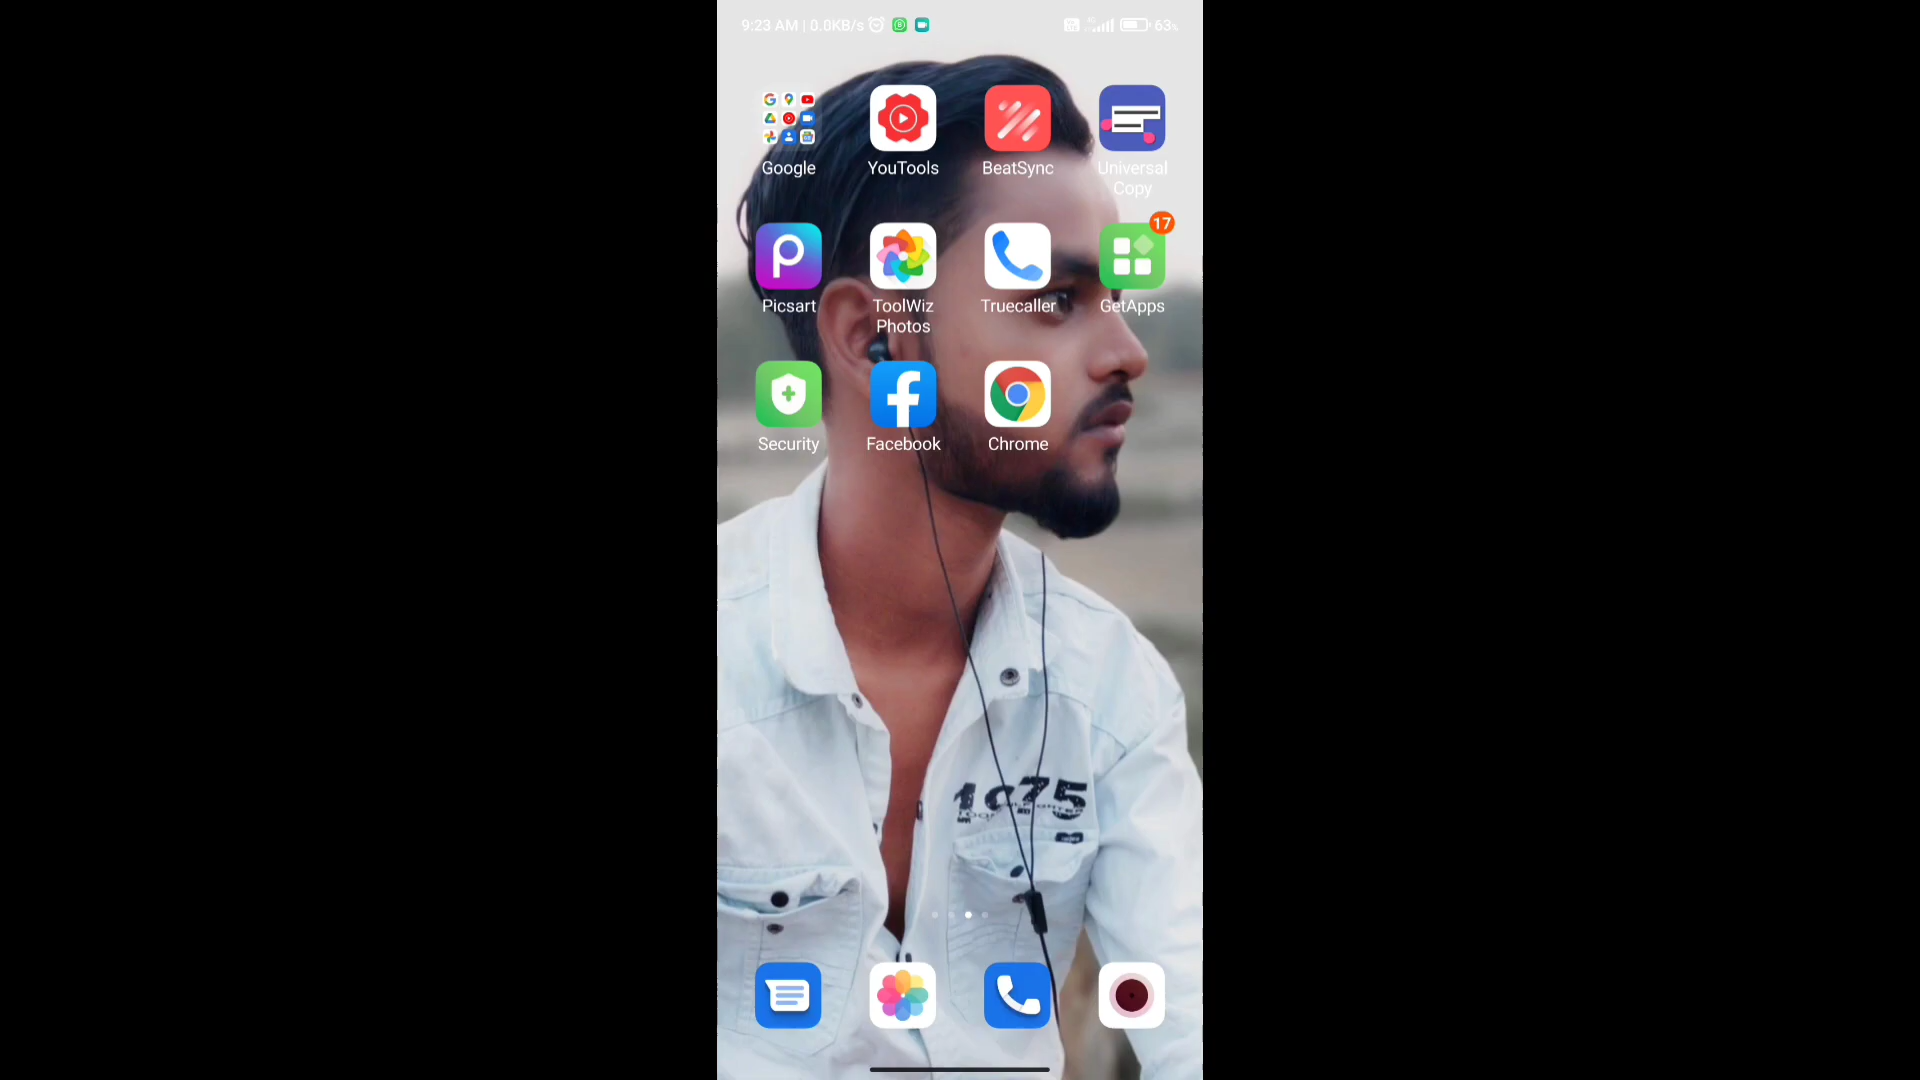 9:23 AM | 0.0KB/s
63%
Google
YouTools
BeatSync
Universal
Copy
17
Picsart
ToolWiz
Photos
Truecaller
GetApps
Security
Facebook
Chrome
1975